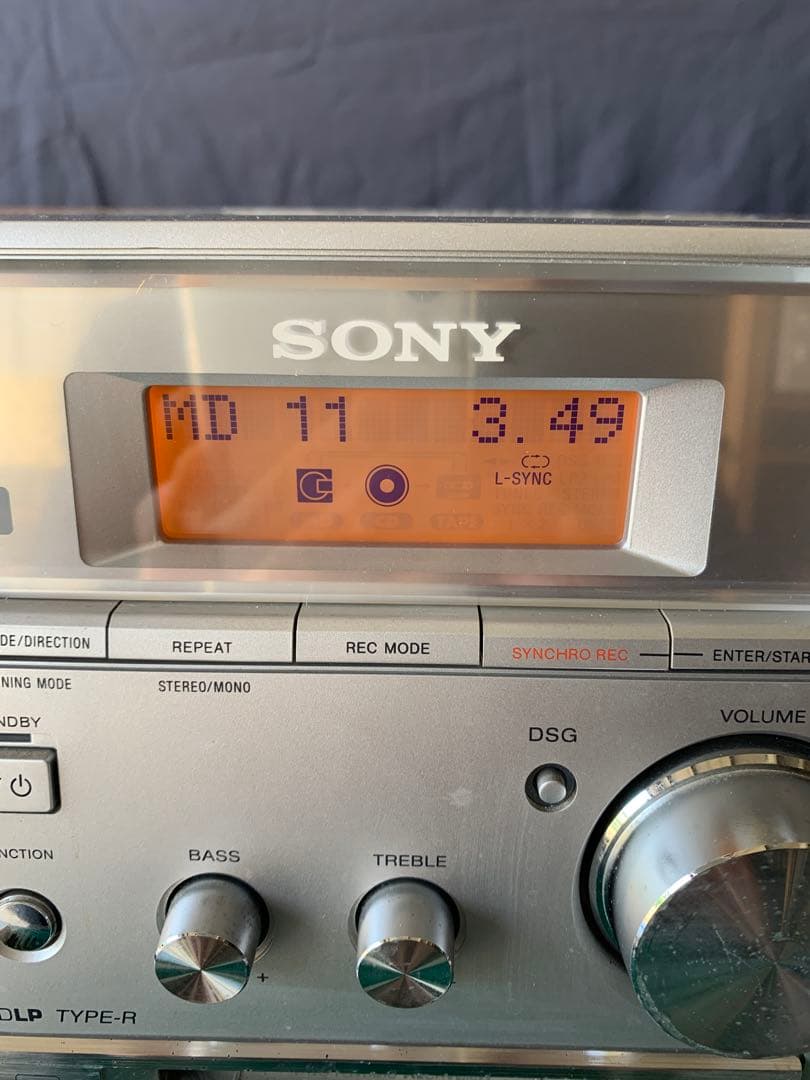 SONY
MD 11 3.49
L-SYNC
DE/DIRECTION REPEAT REC MODE SYNCHRO REC ENTER/STAR
NING MODE STEREO/MONO
NDBY VOLUME
DSG
NCTION BASS TREBLE
+
DLP TYPE-R